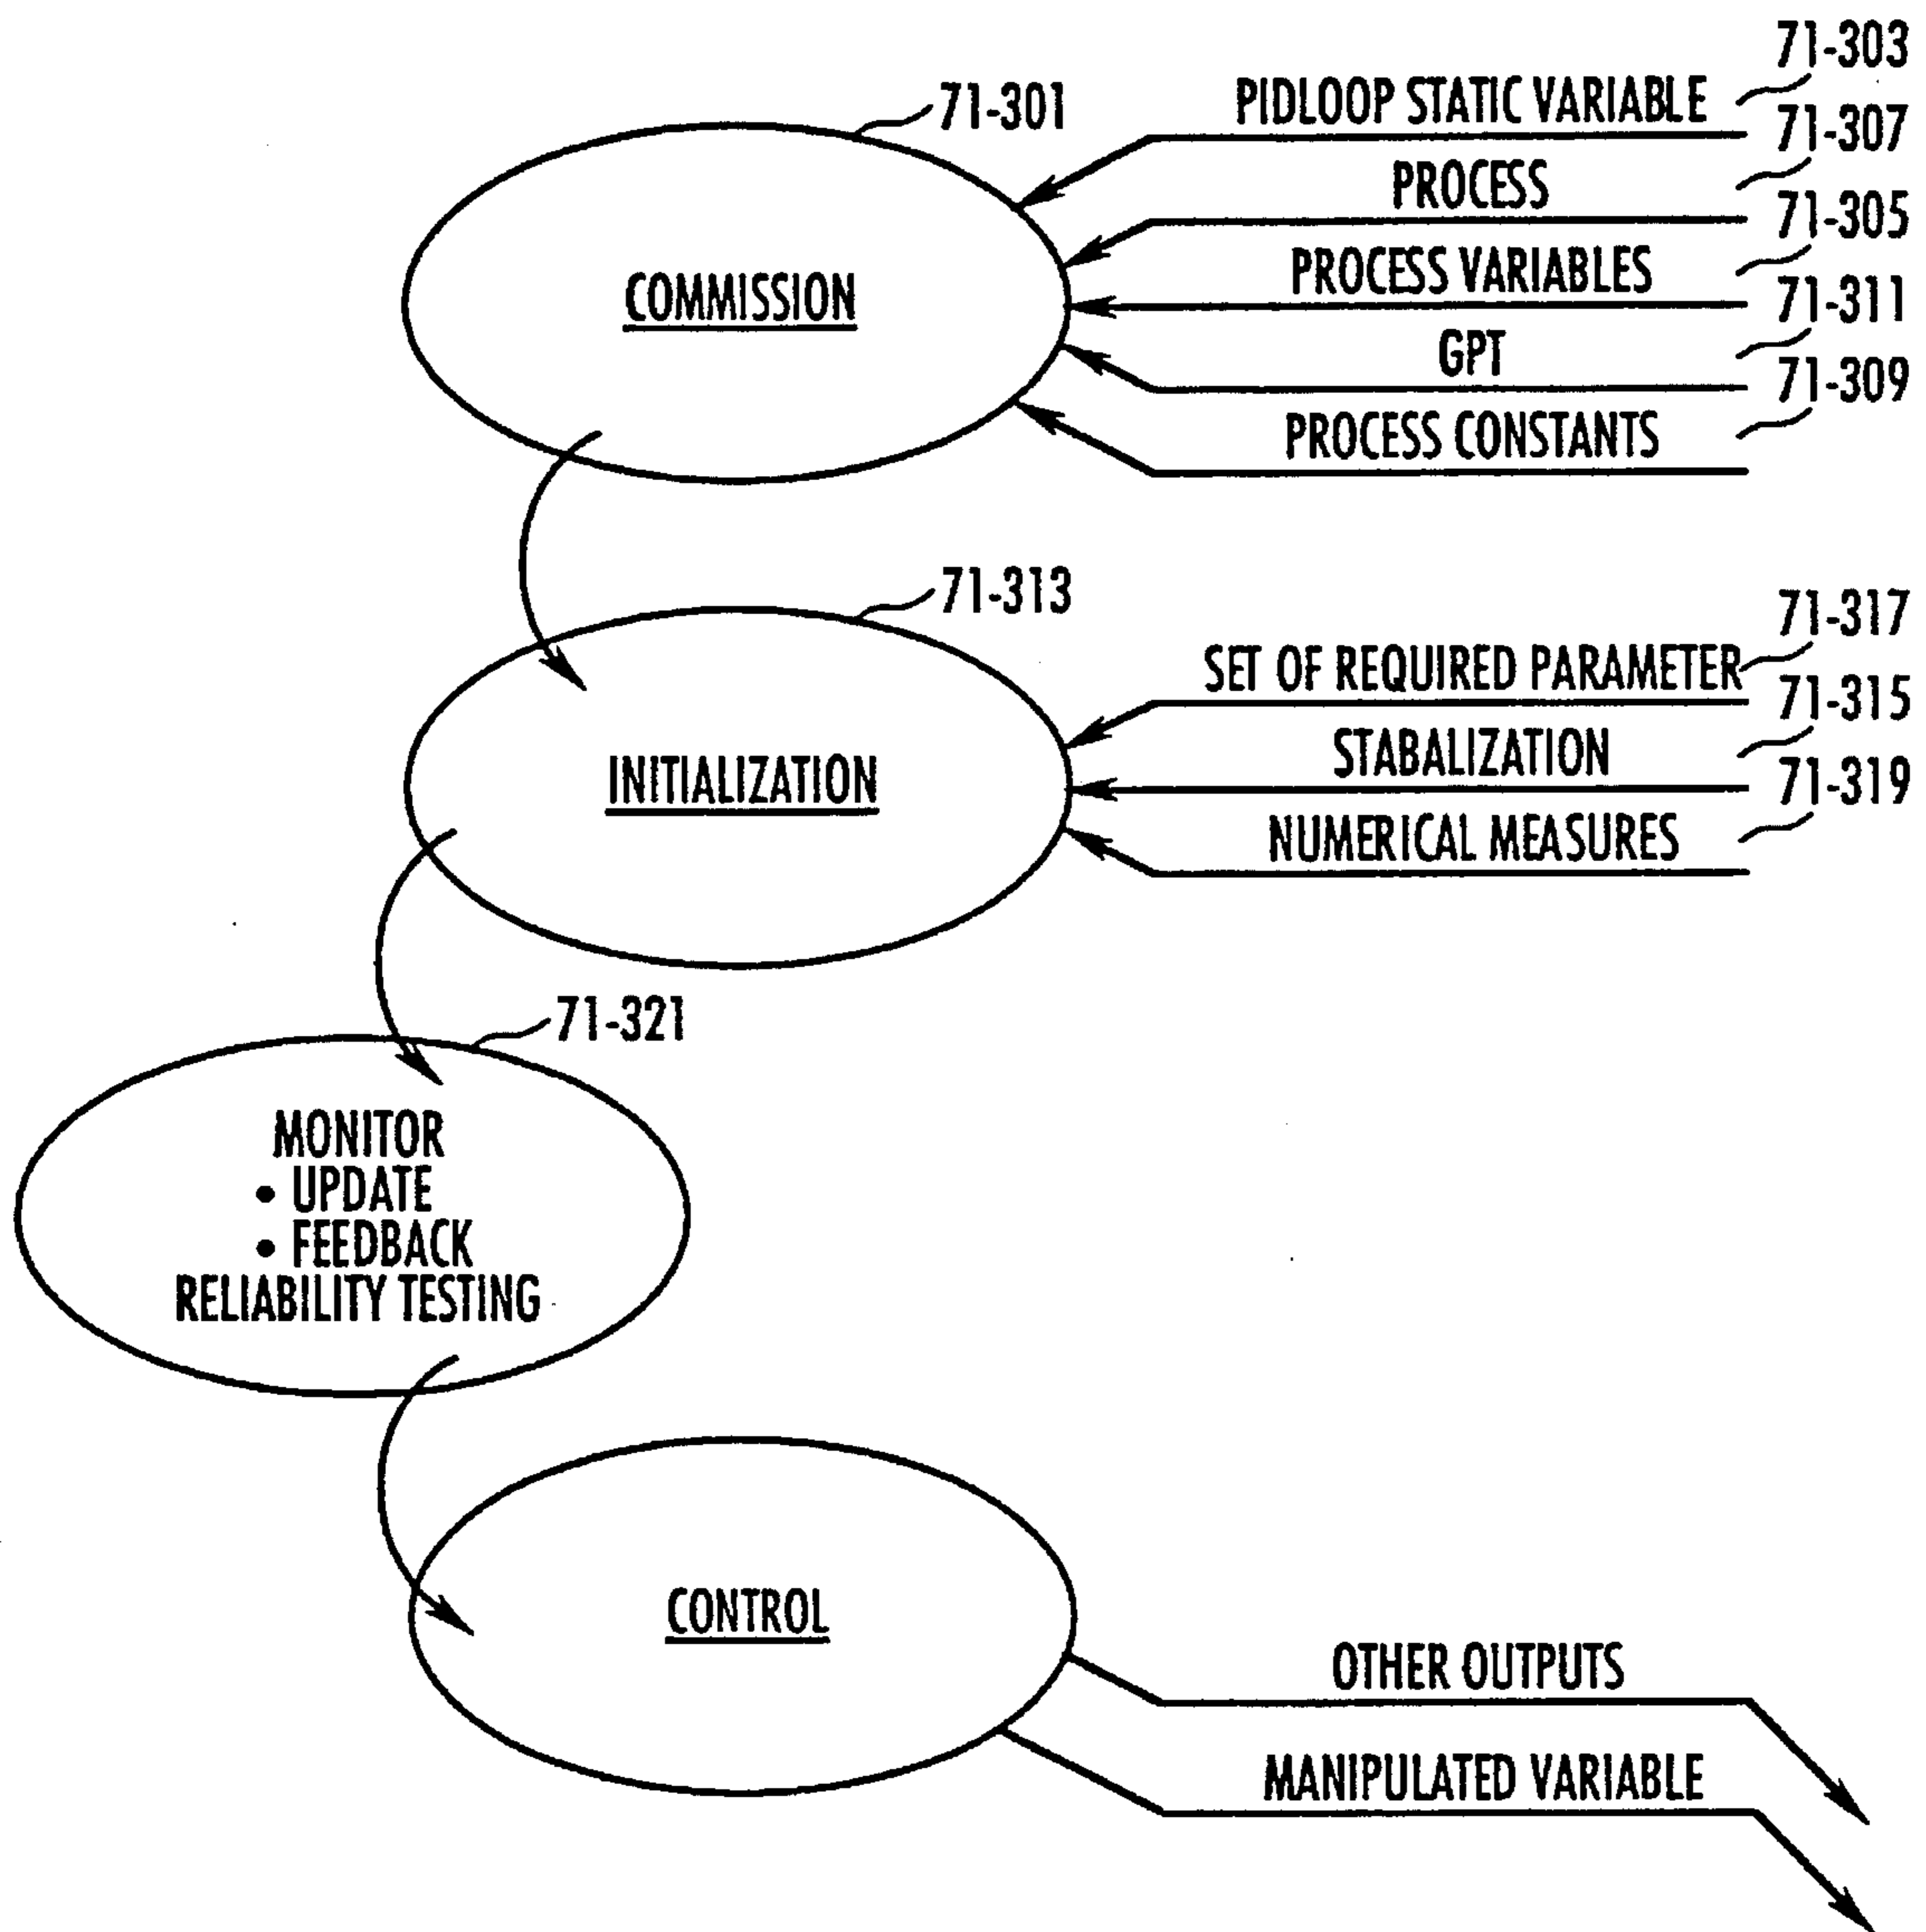 71-303
71-301
PIDLOOP STATIC VARIABLE
71-307
PROCESS
71-305
COMMISSION
PROCESS VARIABLES
71-311
GPT
71-309
PROCESS CONSTANTS
71-313
71-317
SET OF REQUIRED PARAMETER
71-315
INITIALIZATION
STABALIZATION
71-319
NUMERICAL MEASURES
71-321
MONITOR
• UPDATE
• FEEDBACK
RELIABILITY TESTING
CONTROL
OTHER OUTPUTS
MANIPULATED VARIABLE